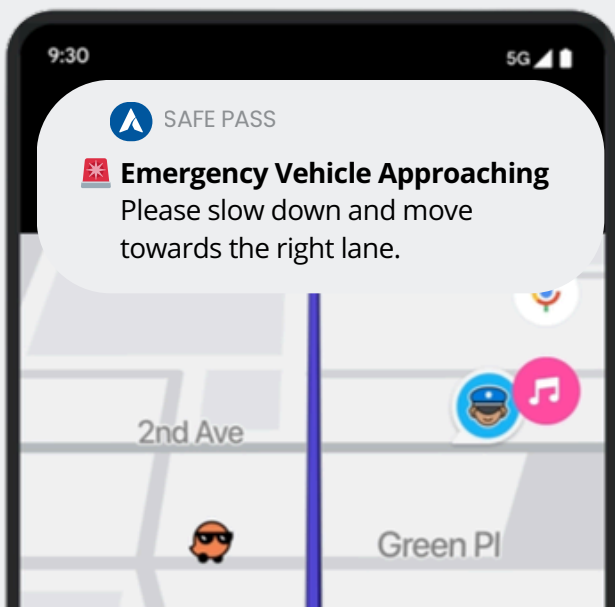 9:30
5G
SAFE PASS
Emergency Vehicle Approaching
Please slow down and move
towards the right lane.
2nd Ave
Green Pl